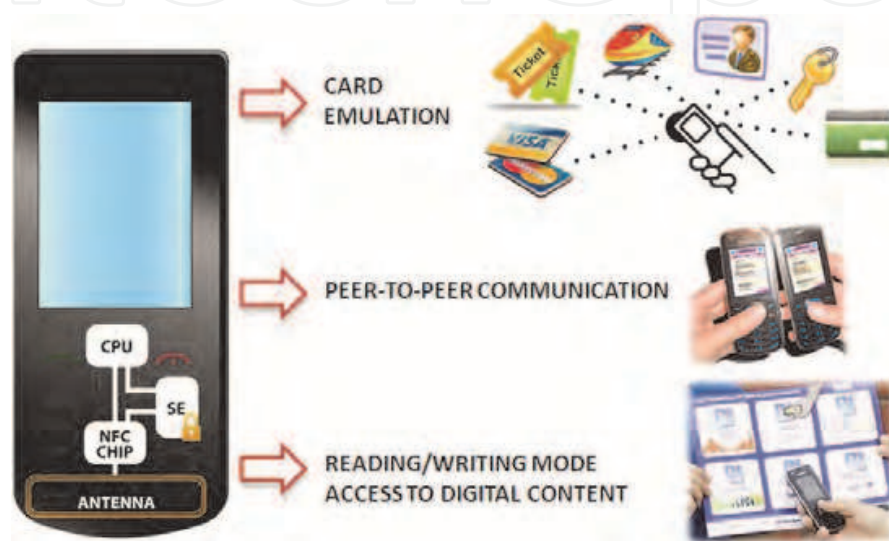 CARD
EMULATION
Ticket
VISA
PEER-TO-PEER COMMUNICATION
CPU
SE
NFC
CHIP
READING/WRITING MODE
ACCESS TO DIGITAL CONTENT
ANTENNA